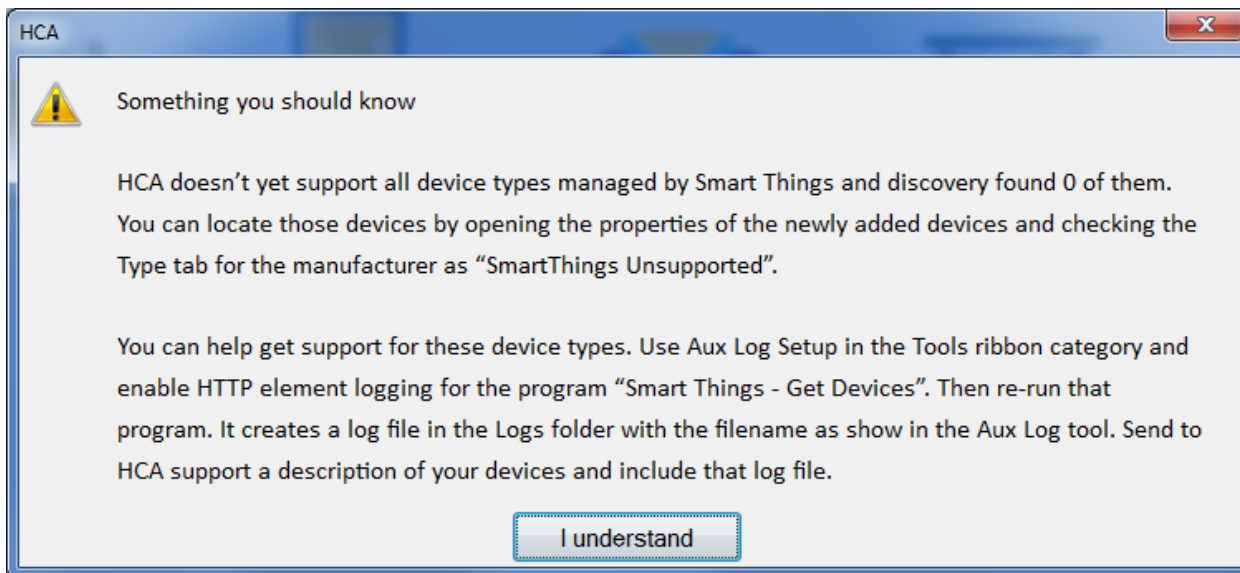 HCA
Something you should know
HCA doesn’t yet support all device types managed by Smart Things and discovery found 0 of them.
You can locate those devices by opening the properties of the newly added devices and checking the
Type tab for the manufacturer as “SmartThings Unsupported”.
You can help get support for these device types. Use Aux Log Setup in the Tools ribbon category and
enable HTTP element logging for the program “Smart Things - Get Devices”. Then re-run that
program. It creates a log file in the Logs folder with the filename as show in the Aux Log tool. Send to
HCA support a description of your devices and include that log file.
I understand